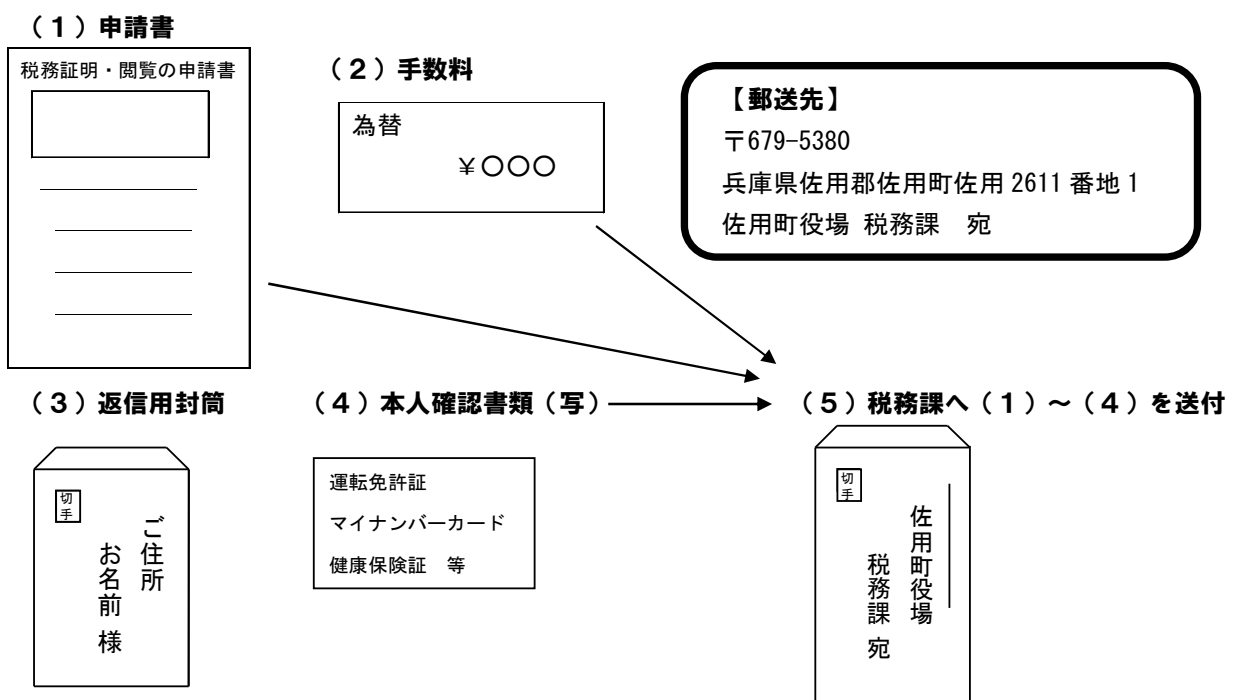 （１）申請書
税務証明・閲覧の申請書
（２）手数料
為替
￥〇〇〇
【郵送先】
〒679-5380
兵庫県佐用郡佐用町佐用 2611 番地 1
佐用町役場 税務課　宛
（３）返信用封筒
切手
ご住所
お名前 様
（４）本人確認書類（写）
運転免許証
マイナンバーカード
健康保険証　等
（５）税務課へ（１）～（４）を送付
切手
佐用町役場
税務課 宛